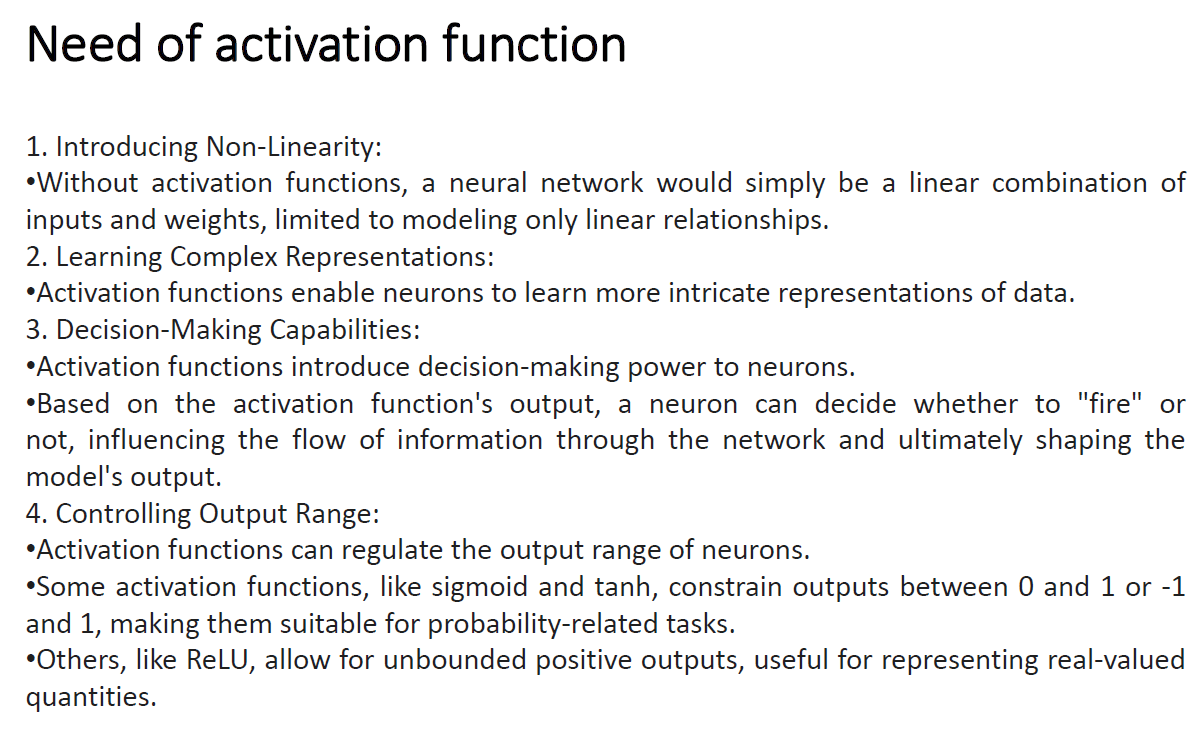 Need of activation function
1. Introducing Non-Linearity:
•Without activation functions, a neural network would simply be a linear combination of
inputs and weights, limited to modeling only linear relationships.
2. Learning Complex Representations:
•Activation functions enable neurons to learn more intricate representations of data.
3. Decision-Making Capabilities:
•Activation functions introduce decision-making power to neurons.
•Based on the activation function's output, a neuron can decide whether to "fire" or
not, influencing the flow of information through the network and ultimately shaping the
model's output.
4. Controlling Output Range:
•Activation functions can regulate the output range of neurons.
•Some activation functions, like sigmoid and tanh, constrain outputs between 0 and 1 or -1
and 1, making them suitable for probability-related tasks.
•Others, like ReLU, allow for unbounded positive outputs, useful for representing real-valued
quantities.